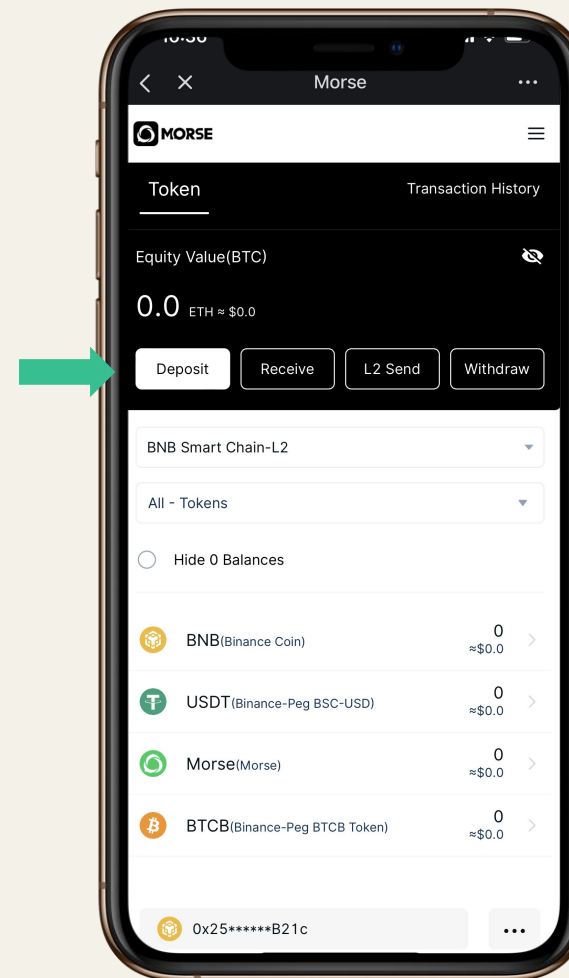 Morse
MORSE
Token
Transaction History
Equity Value(BTC)
0.0 ETH ≈ $0.0
Deposit
Receive
L2 Send
Withdraw
BNB Smart Chain-L2
All - Tokens
Hide 0 Balances
BNB(Binance Coin)
0
≈$0.0
USDT(Binance-Peg BSC-USD)
0
≈$0.0
Morse(Morse)
0
≈$0.0
BTCB(Binance-Peg BTCB Token)
0
≈$0.0
0x25******B21c